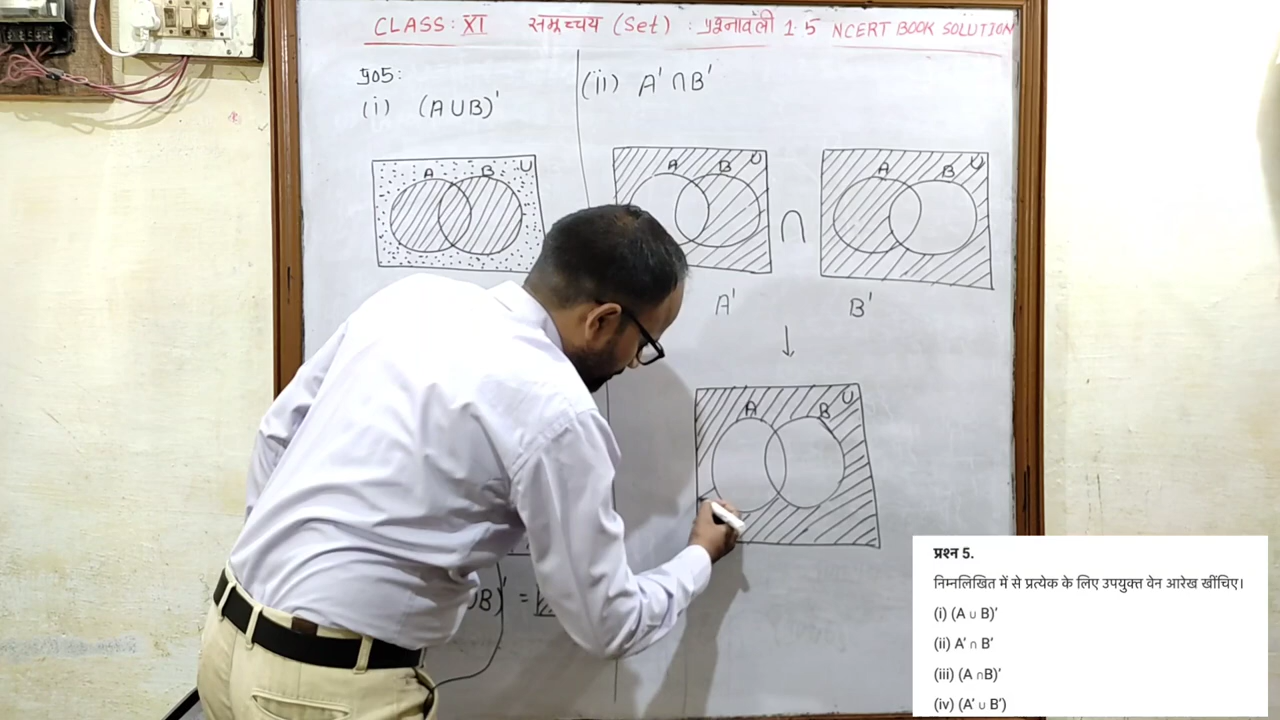 CLASS: XI समूच्चय (Set) : प्रश्नावली 1.5 NCERT BOOK SOLUTION
प्र05:
(i) (A∪B)'
(ii) A' ∩ B'
A B U
A B U
∩
A B U
A'
B'
↓
A B U
∪B)' =
प्रश्न 5.
निम्नलिखित में से प्रत्येक के लिए उपयुक्त वेन आरेख खींचिए।
(i) (A ∪ B)’
(ii) A’ ∩ B’
(iii) (A ∩B)’
(iv) (A’ ∪ B’)